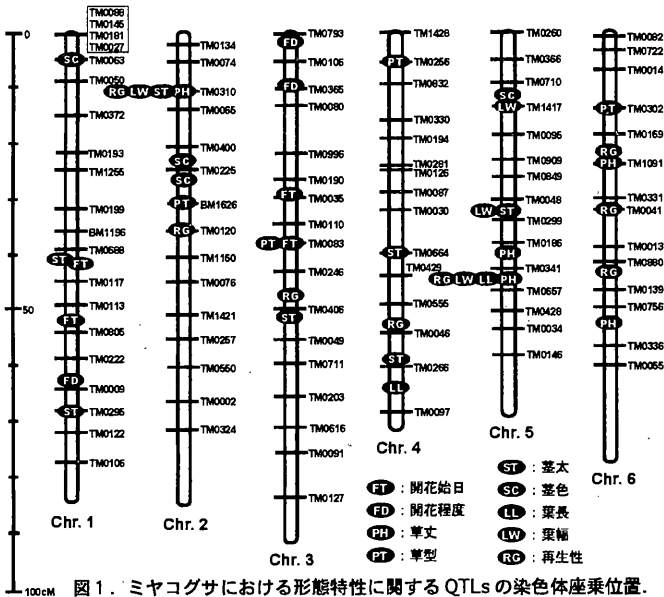 0
50
100cM
TM0088
TM0145
TM0181
TM0027
SC
TM0063
TM0050
TM0372
TM0193
TM1255
TM0199
BM1196
TM0688
ST FT
TM0117
TM0113
FT
TM0805
TM0222
FD
TM0009
ST
TM0295
TM0122
TM0105
Chr. 1
TM0134
TM0074
RG LW ST PH
TM0310
TM0065
TM0400
SC
TM0225
SC
PT
BM1626
RG
TM0120
TM1150
TM0076
TM1421
TM0257
TM0550
TM0002
TM0324
Chr. 2
TM0793
FD
TM0106
FD
TM0365
TM0080
TM0996
TM0190
FT
TM0035
TM0110
PT FT
TM0083
TM0246
RG
TM0406
ST
TM0049
TM0711
TM0203
TM0616
TM0091
TM0127
Chr. 3
TM1428
PT
TM0256
TM0832
TM0330
TM0194
TM0281
TM0126
TM0087
TM0030
ST
TM0664
TM0429
TM0555
RG
TM0046
ST
TM0266
LL
TM0097
Chr. 4
TM0260
TM0366
TM0710
SC
LW
TM1417
TM0095
TM0909
TM0849
TM0048
LW ST
TM0299
TM0186
PH
TM0341
RG LW LL PH
TM0657
TM0428
TM0034
TM0146
Chr. 5
TM0082
TM0722
TM0014
PT
TM0302
TM0169
RG
PH
TM1091
TM0331
RG
TM0041
TM0013
TM0880
RG
TM0139
TM0756
PH
TM0336
TM0055
Chr. 6
FT : 開花始日
FD : 開花程度
PH : 草丈
PT : 草型
ST : 茎太
SC : 茎色
LL : 葉長
LW : 葉幅
RG : 再生性
図1. ミヤコグサにおける形態特性に関するQTLsの染色体座乗位置.